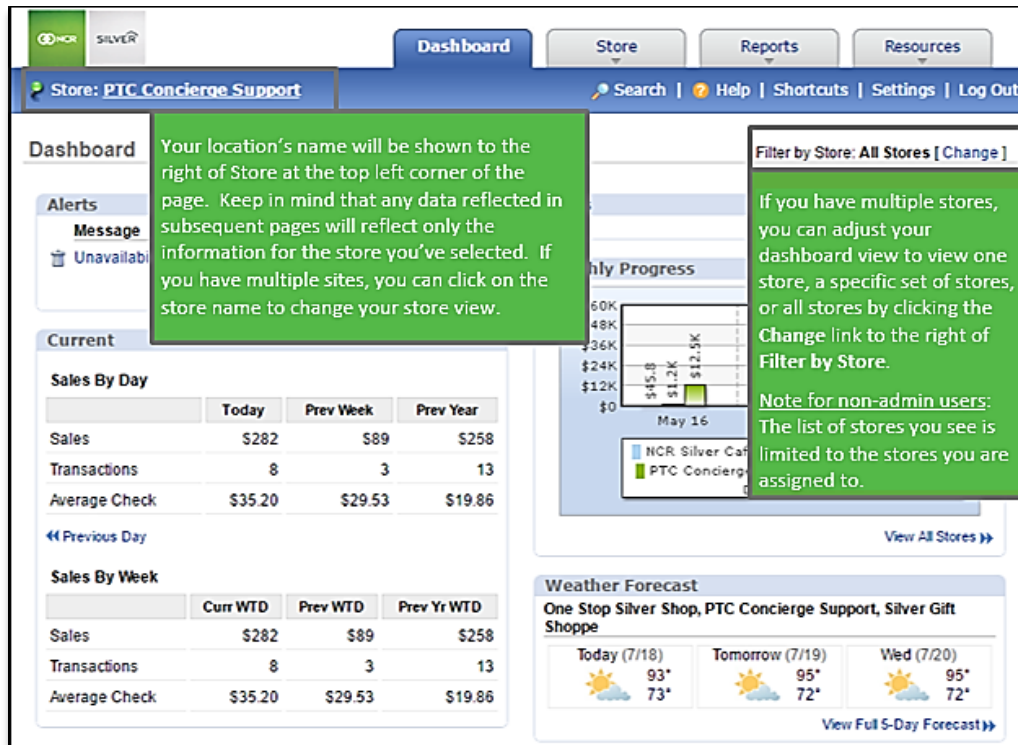 NCR SILVER
Dashboard Store Reports Resources
Store: PTC Concierge Support Search | Help | Shortcuts | Settings | Log Out
Dashboard
Filter by Store: All Stores [ Change ]
Your location's name will be shown to the
right of Store at the top left corner of the
page. Keep in mind that any data reflected in
subsequent pages will reflect only the
information for the store you've selected. If
you have multiple sites, you can click on the
store name to change your store view.
If you have multiple stores,
you can adjust your
dashboard view to view one
store, a specific set of stores,
or all stores by clicking the
Change link to the right of
Filter by Store.
Note for non-admin users:
The list of stores you see is
limited to the stores you are
assigned to.
Alerts
Message
Progress
60K
48K
$36K
$24K
$12K
$0
$45.8
$1.2K
$12.5K
May 16
NCR Silver
PTC
View All Stores
Current
Sales By Day
Today Prev Week Prev Year
Sales $282 $89 $258
Transactions 8 3 13
Average Check $35.20 $29.53 $19.86
Previous Day
Sales By Week
Curr WTD Prev WTD Prev Yr WTD
Sales $282 $89 $258
Transactions 8 3 13
Average Check $35.20 $29.53 $19.86
Weather Forecast
One Stop Silver Shop, PTC Concierge Support, Silver Gift
Shoppe
Today (7/18) Tomorrow (7/19) Wed (7/20)
93° 95° 95°
73° 72° 72°
View Full 5-Day Forecast